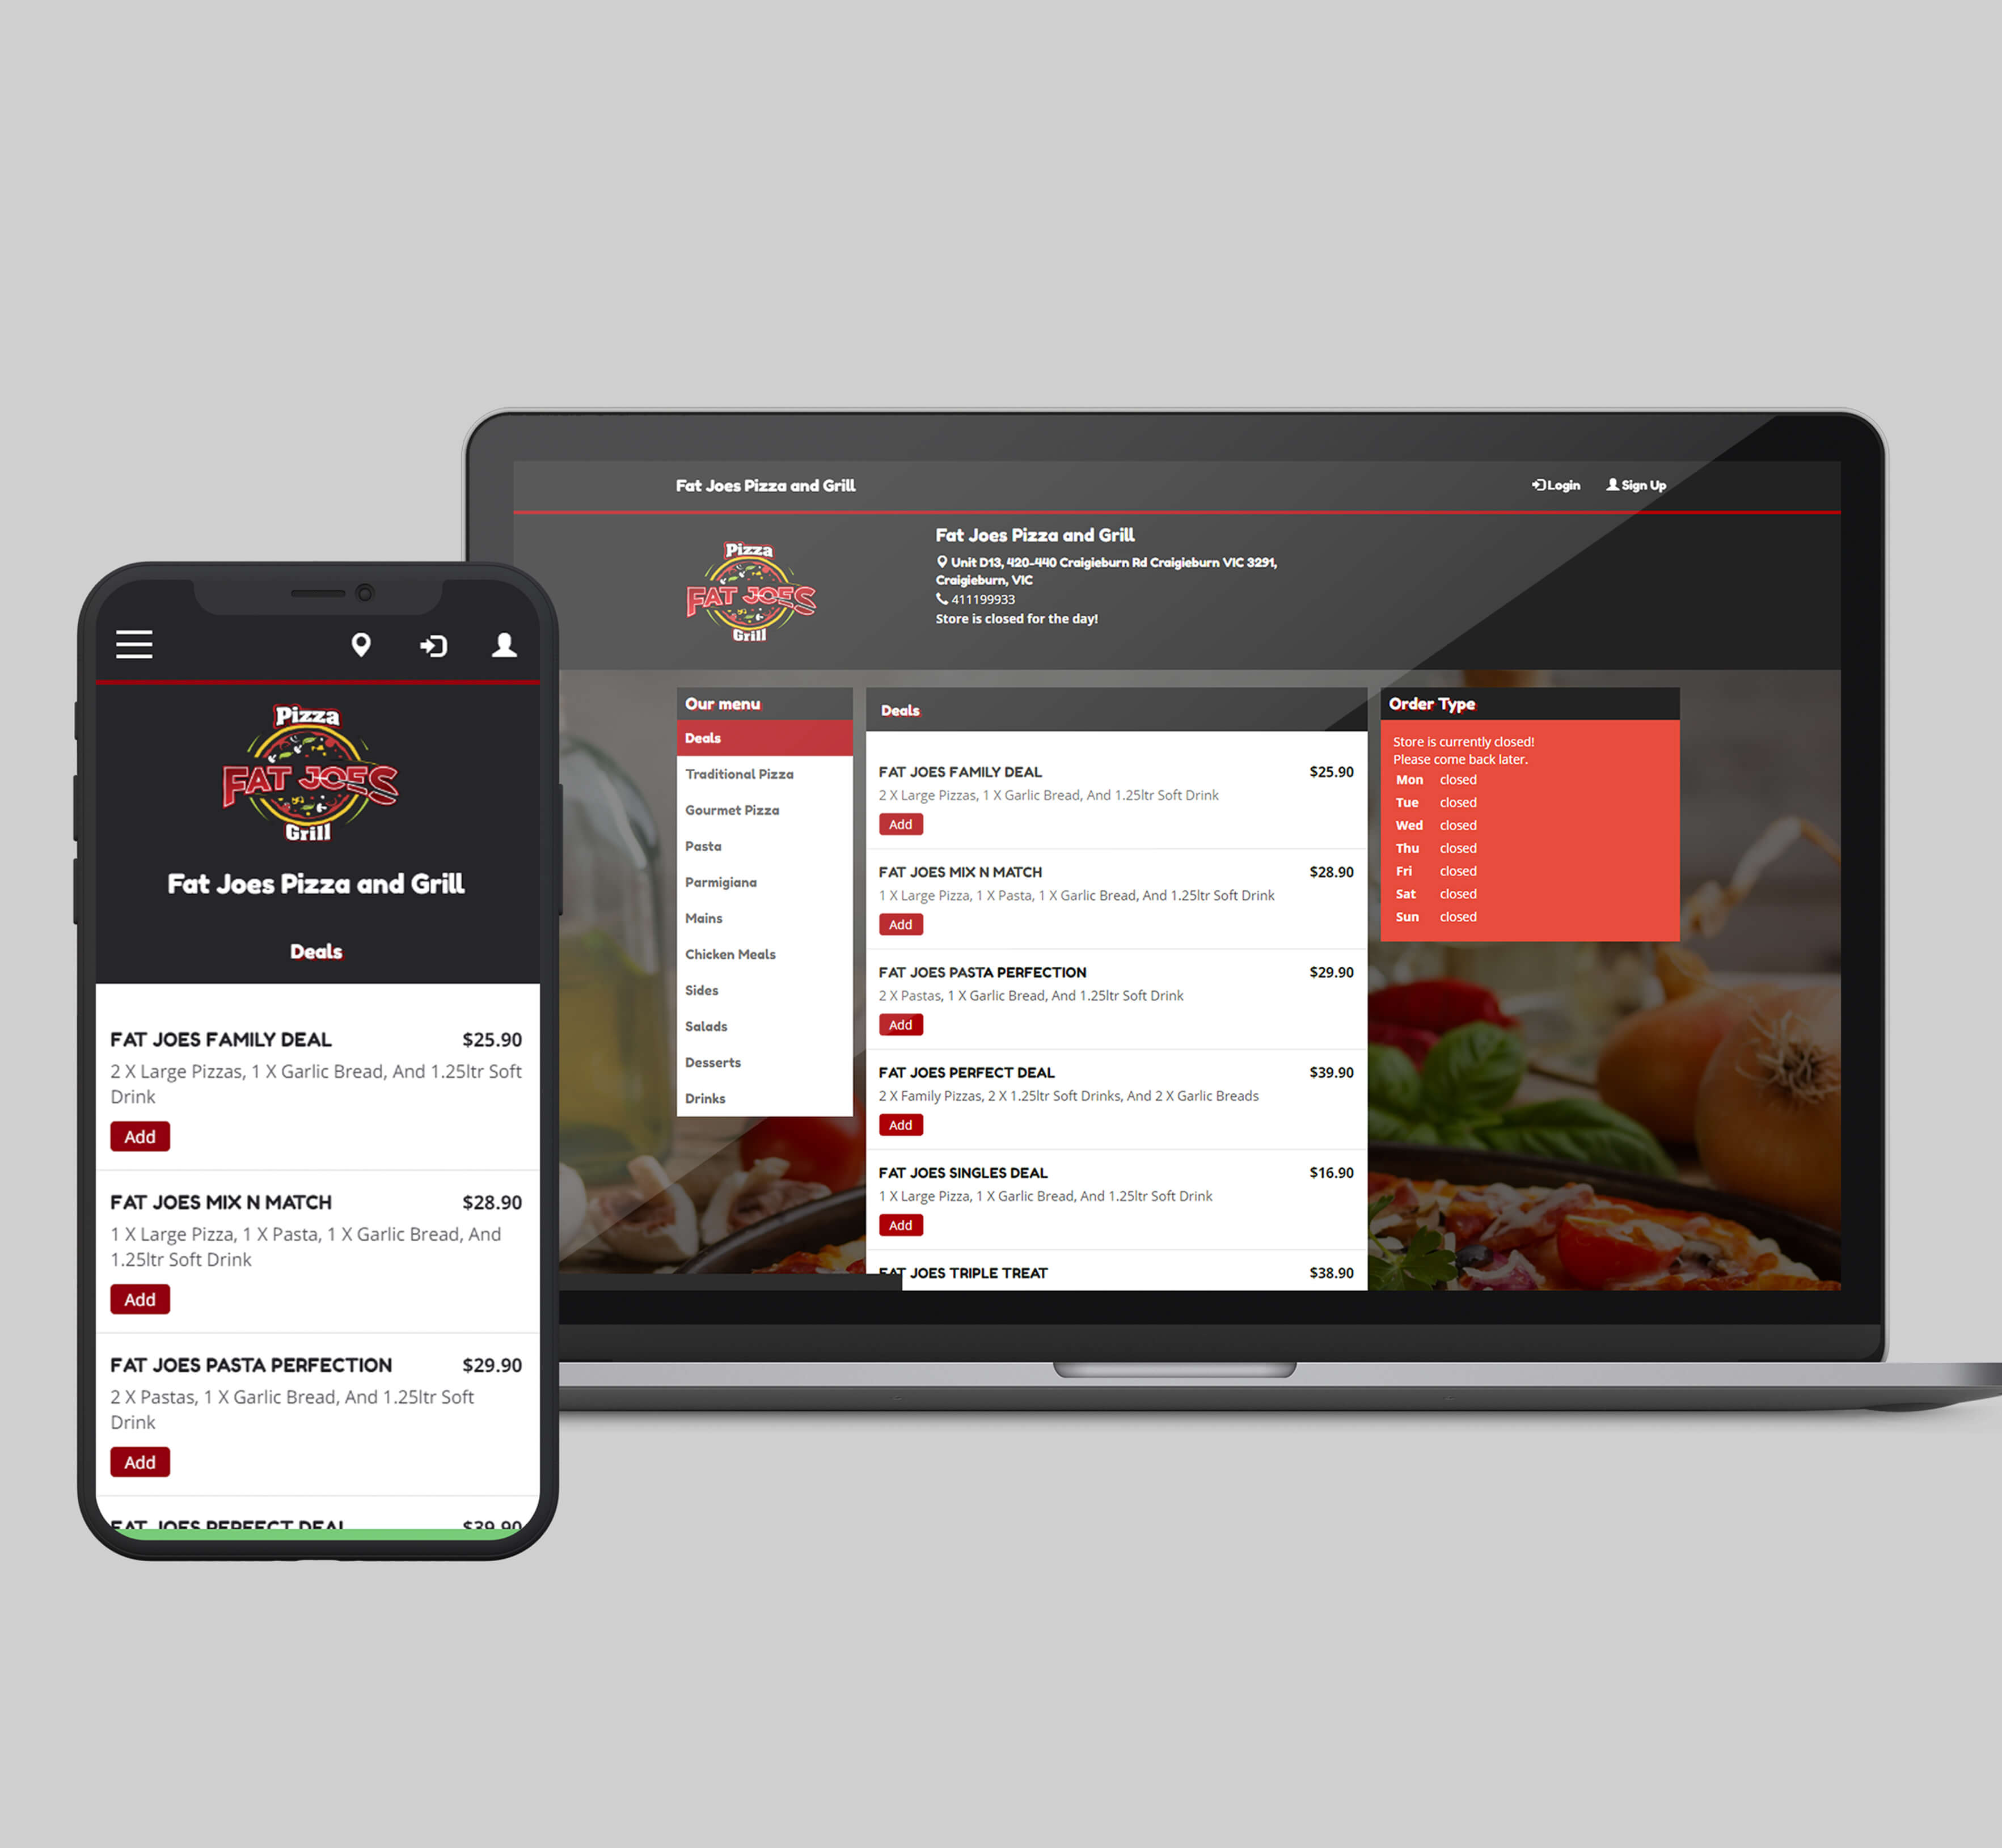 Fat Joes Pizza and Grill
Login
Sign Up
Pizza
FAT JOES
Grill
Fat Joes Pizza and Grill
Unit D13, 420-440 Craigieburn Rd Craigieburn VIC 3291,
Craigieburn, VIC
411199933
Store is closed for the day!
Our menu
Deals
Traditional Pizza
Gourmet Pizza
Pasta
Parmigiana
Mains
Chicken Meals
Sides
Salads
Desserts
Drinks
Deals
FAT JOES FAMILY DEAL $25.90
2 X Large Pizzas, 1 X Garlic Bread, And 1.25ltr Soft Drink
Add
FAT JOES MIX N MATCH $28.90
1 X Large Pizza, 1 X Pasta, 1 X Garlic Bread, And 1.25ltr Soft Drink
Add
FAT JOES PASTA PERFECTION $29.90
2 X Pastas, 1 X Garlic Bread, And 1.25ltr Soft Drink
Add
FAT JOES PERFECT DEAL $39.90
2 X Family Pizzas, 2 X 1.25ltr Soft Drinks, And 2 X Garlic Breads
Add
FAT JOES SINGLES DEAL $16.90
1 X Large Pizza, 1 X Garlic Bread, And 1.25ltr Soft Drink
Add
FAT JOES TRIPLE TREAT $38.90
Order Type
Store is currently closed!
Please come back later.
Mon closed
Tue closed
Wed closed
Thu closed
Fri closed
Sat closed
Sun closed
Pizza
FAT JOES
Grill
Fat Joes Pizza and Grill
Deals
FAT JOES FAMILY DEAL $25.90
2 X Large Pizzas, 1 X Garlic Bread, And 1.25ltr Soft
Drink
Add
FAT JOES MIX N MATCH $28.90
1 X Large Pizza, 1 X Pasta, 1 X Garlic Bread, And
1.25ltr Soft Drink
Add
FAT JOES PASTA PERFECTION $29.90
2 X Pastas, 1 X Garlic Bread, And 1.25ltr Soft
Drink
Add
FAT JOES PERFECT DEAL $39.90